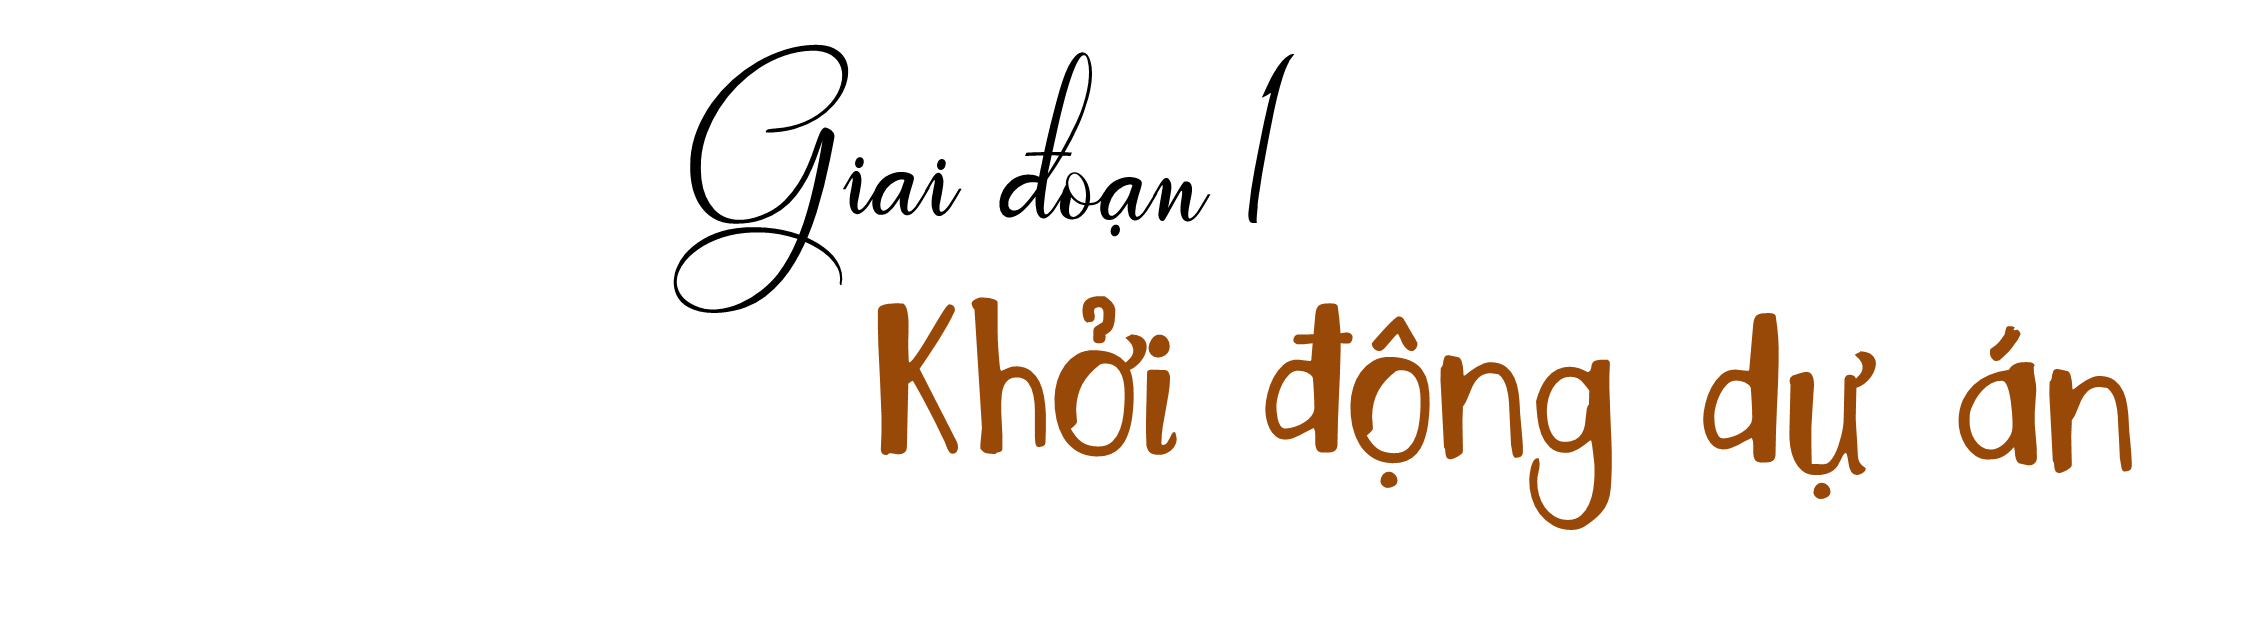 Giai đoạn 1
Khởi động dự án